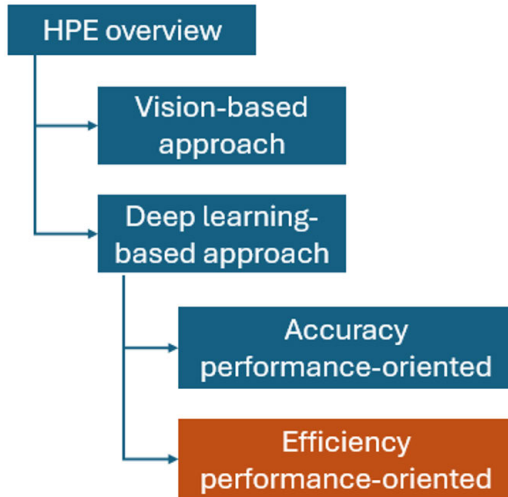 HPE overview
Vision-based
approach
Deep learning-
based approach
Accuracy
performance-oriented
Efficiency
performance-oriented